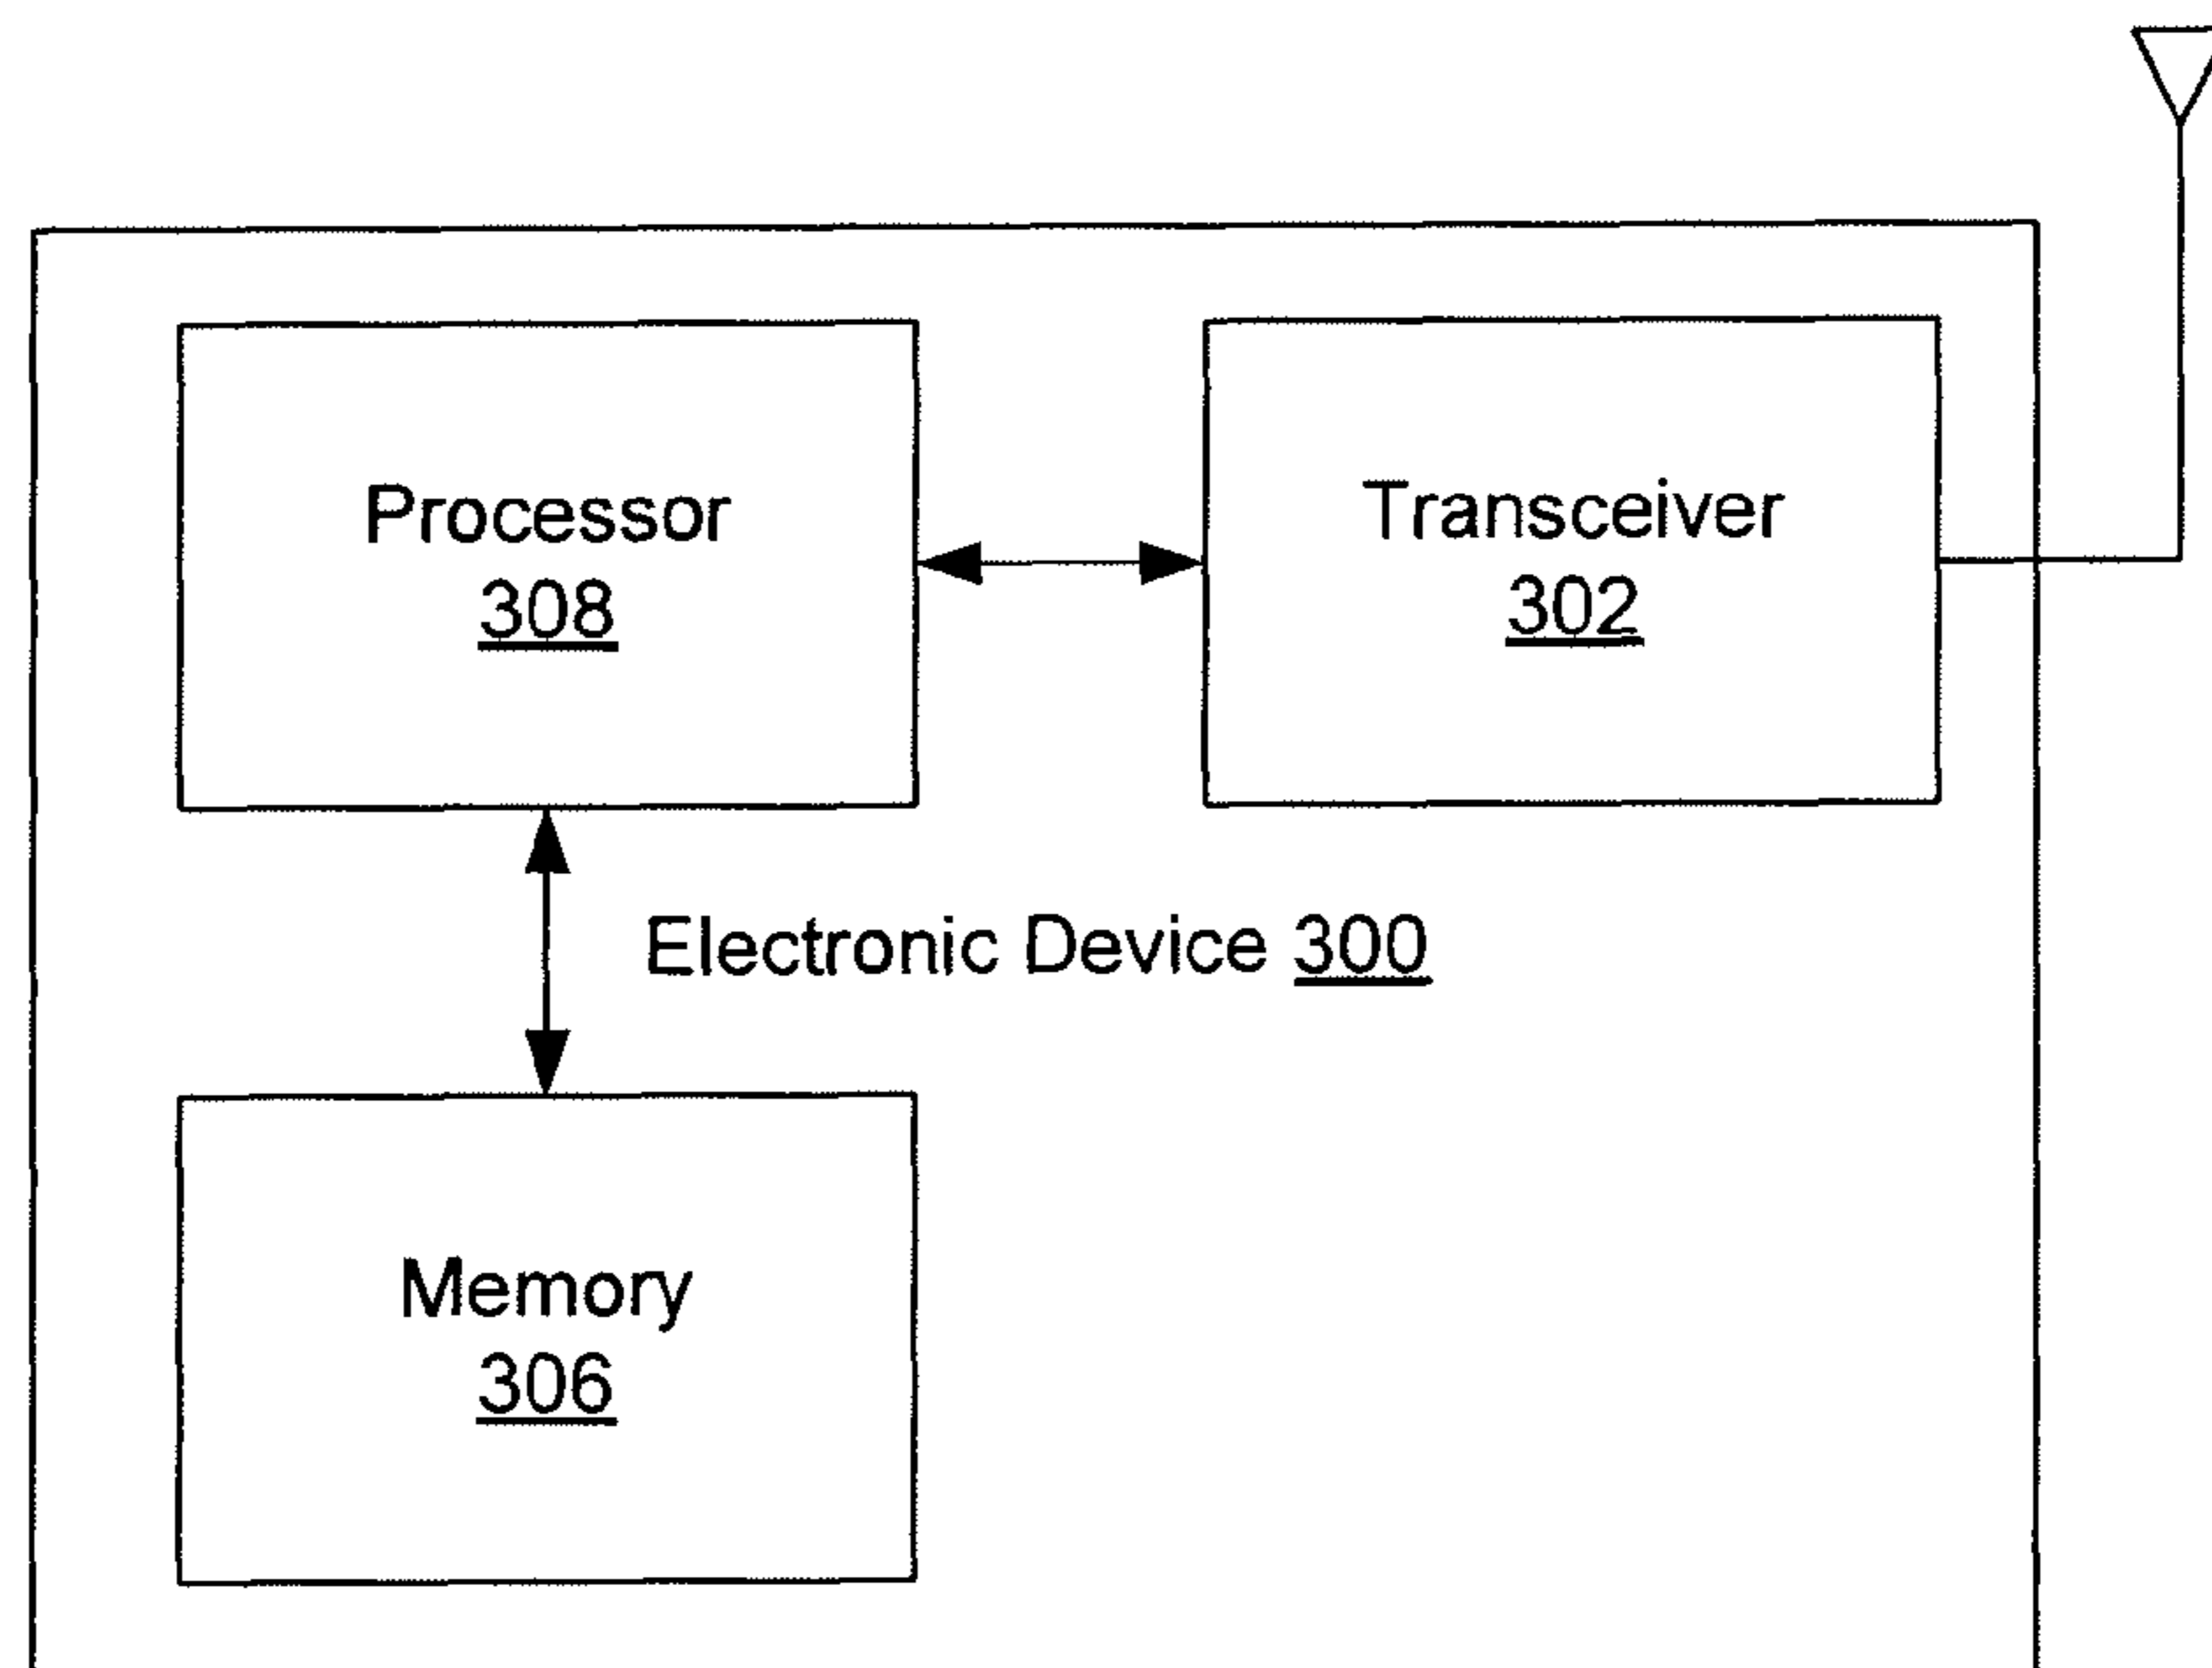 Processor
308
Transceiver
302
Electronic Device 300
Memory
306